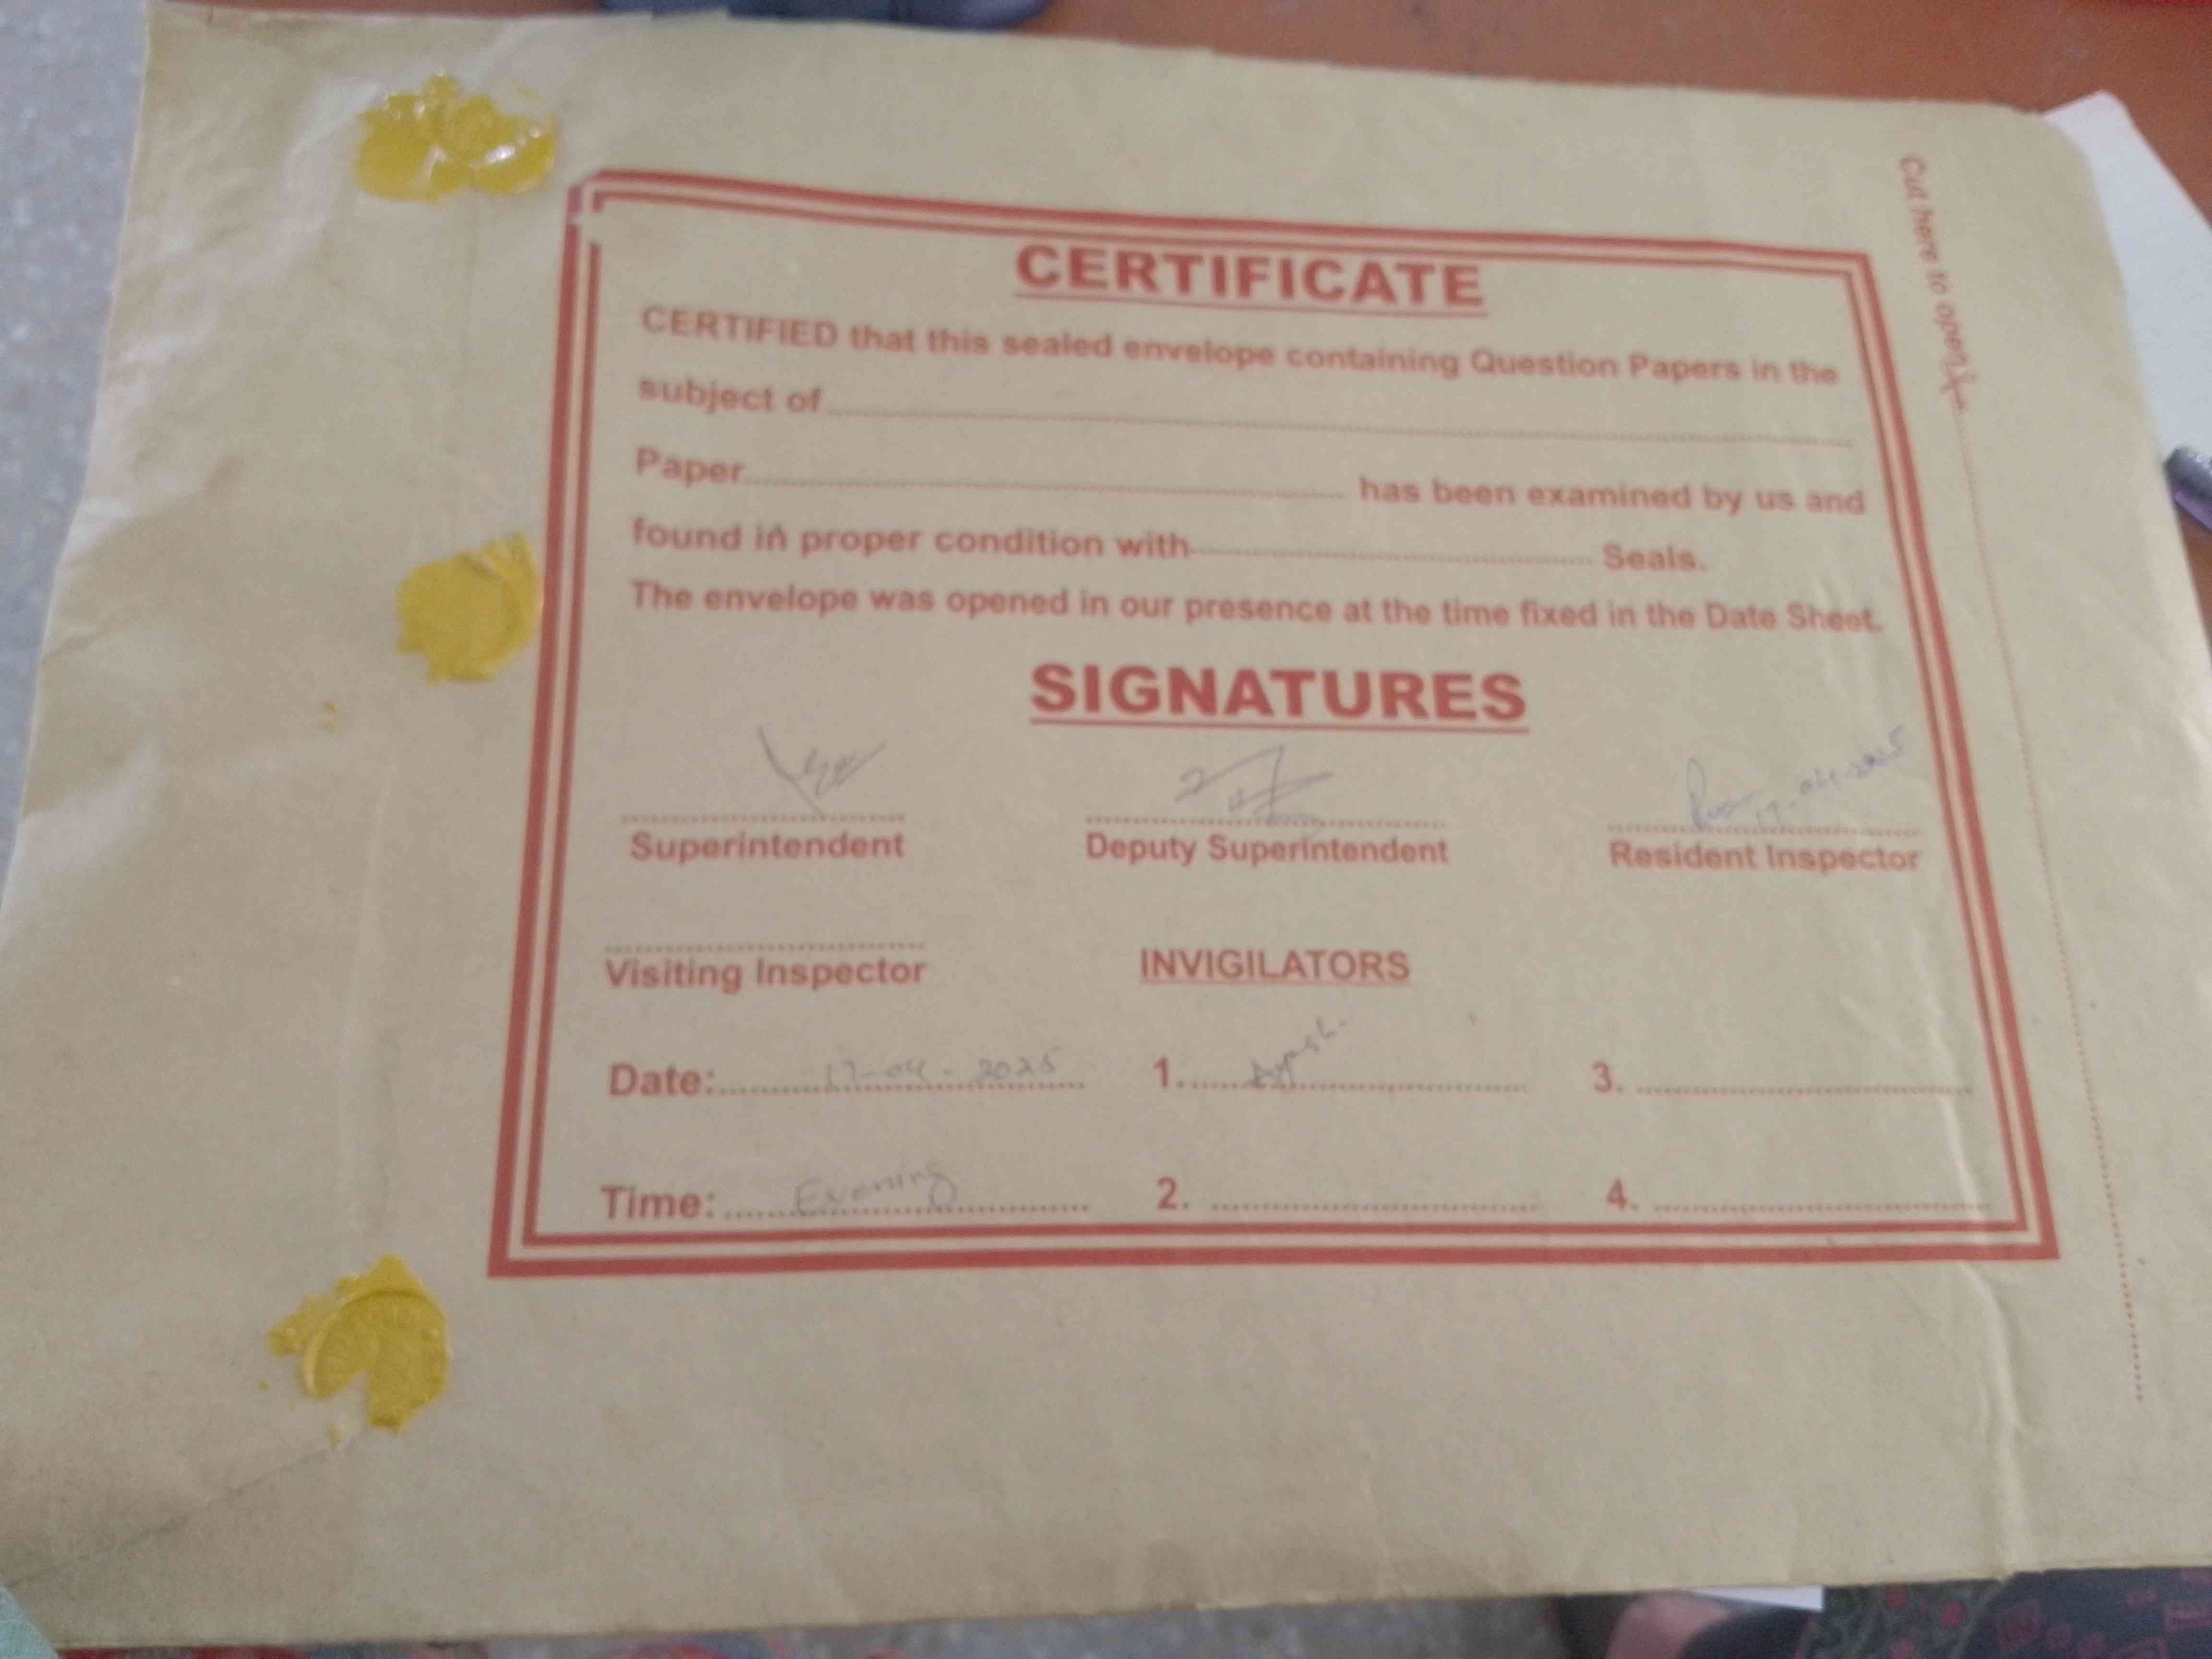 Cut here to open
CERTIFICATE
CERTIFIED that this sealed envelope containing Question Papers in the
subject of
Paper has been examined by us and
found in proper condition with Seals.
The envelope was opened in our presence at the time fixed in the Date Sheet.
SIGNATURES
17-04-2025
Superintendent Deputy Superintendent Resident Inspector
Visiting Inspector INVIGILATORS
Date: 17-04-2025 1. 3.
Time: Evening 2. 4.